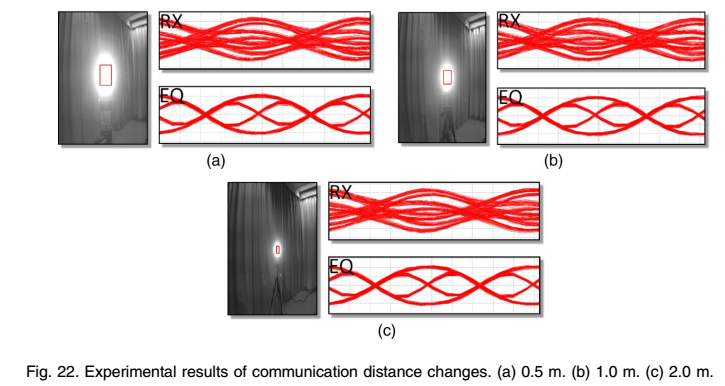 RX
EQ
(a)
RX
EQ
(b)
RX
EQ
(c)
Fig. 22. Experimental results of communication distance changes. (a) 0.5 m. (b) 1.0 m. (c) 2.0 m.